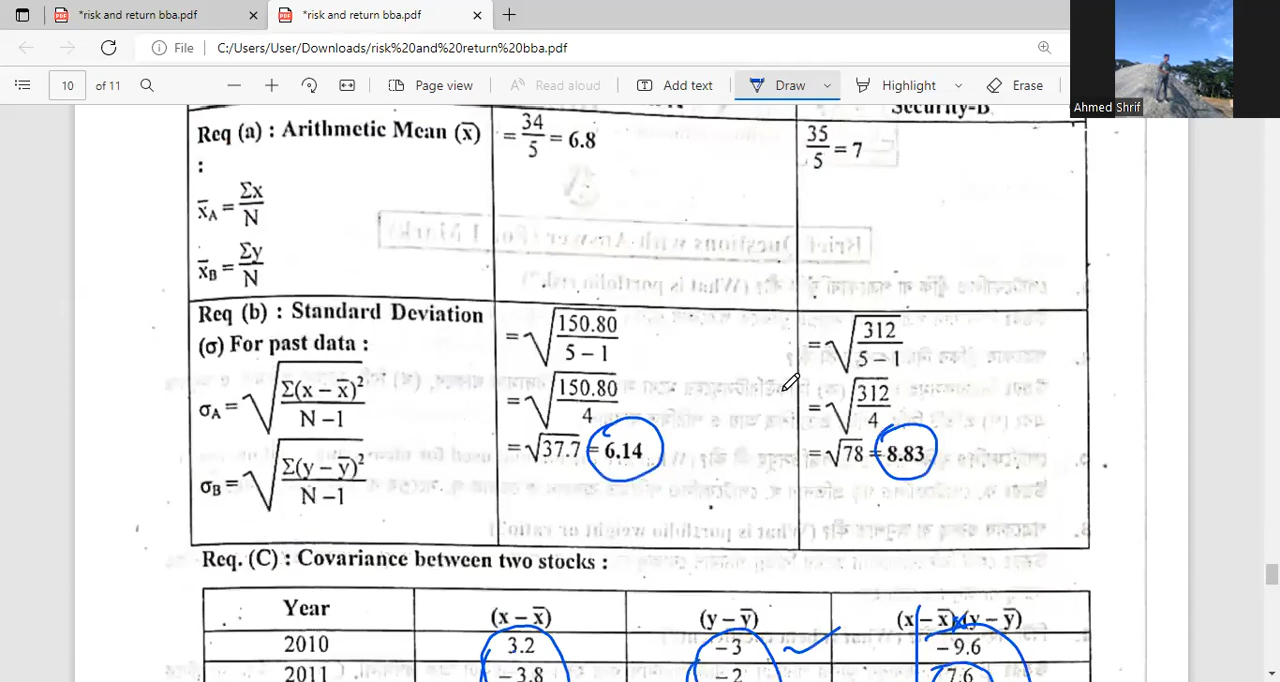 *risk and return bba.pdf
*risk and return bba.pdf
File C:/Users/User/Downloads/risk%20and%20return%20bba.pdf
10 of 11 Page view Read aloud Add text Draw Highlight Erase
Ahmed Shrif
Security-B
Req (a) : Arithmetic Mean (x̄) = 34/5 = 6.8 35/5 = 7
:
x̄A = Σx/N
x̄B = Σy/N
Req (b) : Standard Deviation
(σ) For past data :
σA = √(Σ(x – x̄)²/N –1)
σB = √(Σ(y – y̅)²/N –1)
= √(150.80/5 – 1)
= √(150.80/4)
= √37.7 = 6.14
= √(312/5 – 1)
= √(312/4)
= √78 = 8.83
Req. (C) : Covariance between two stocks :
Year (x – x̄) (y – y̅) (x – x̄) (y – y̅)
2010 3.2 –3 –9.6
2011 –3.8 –2 7.6